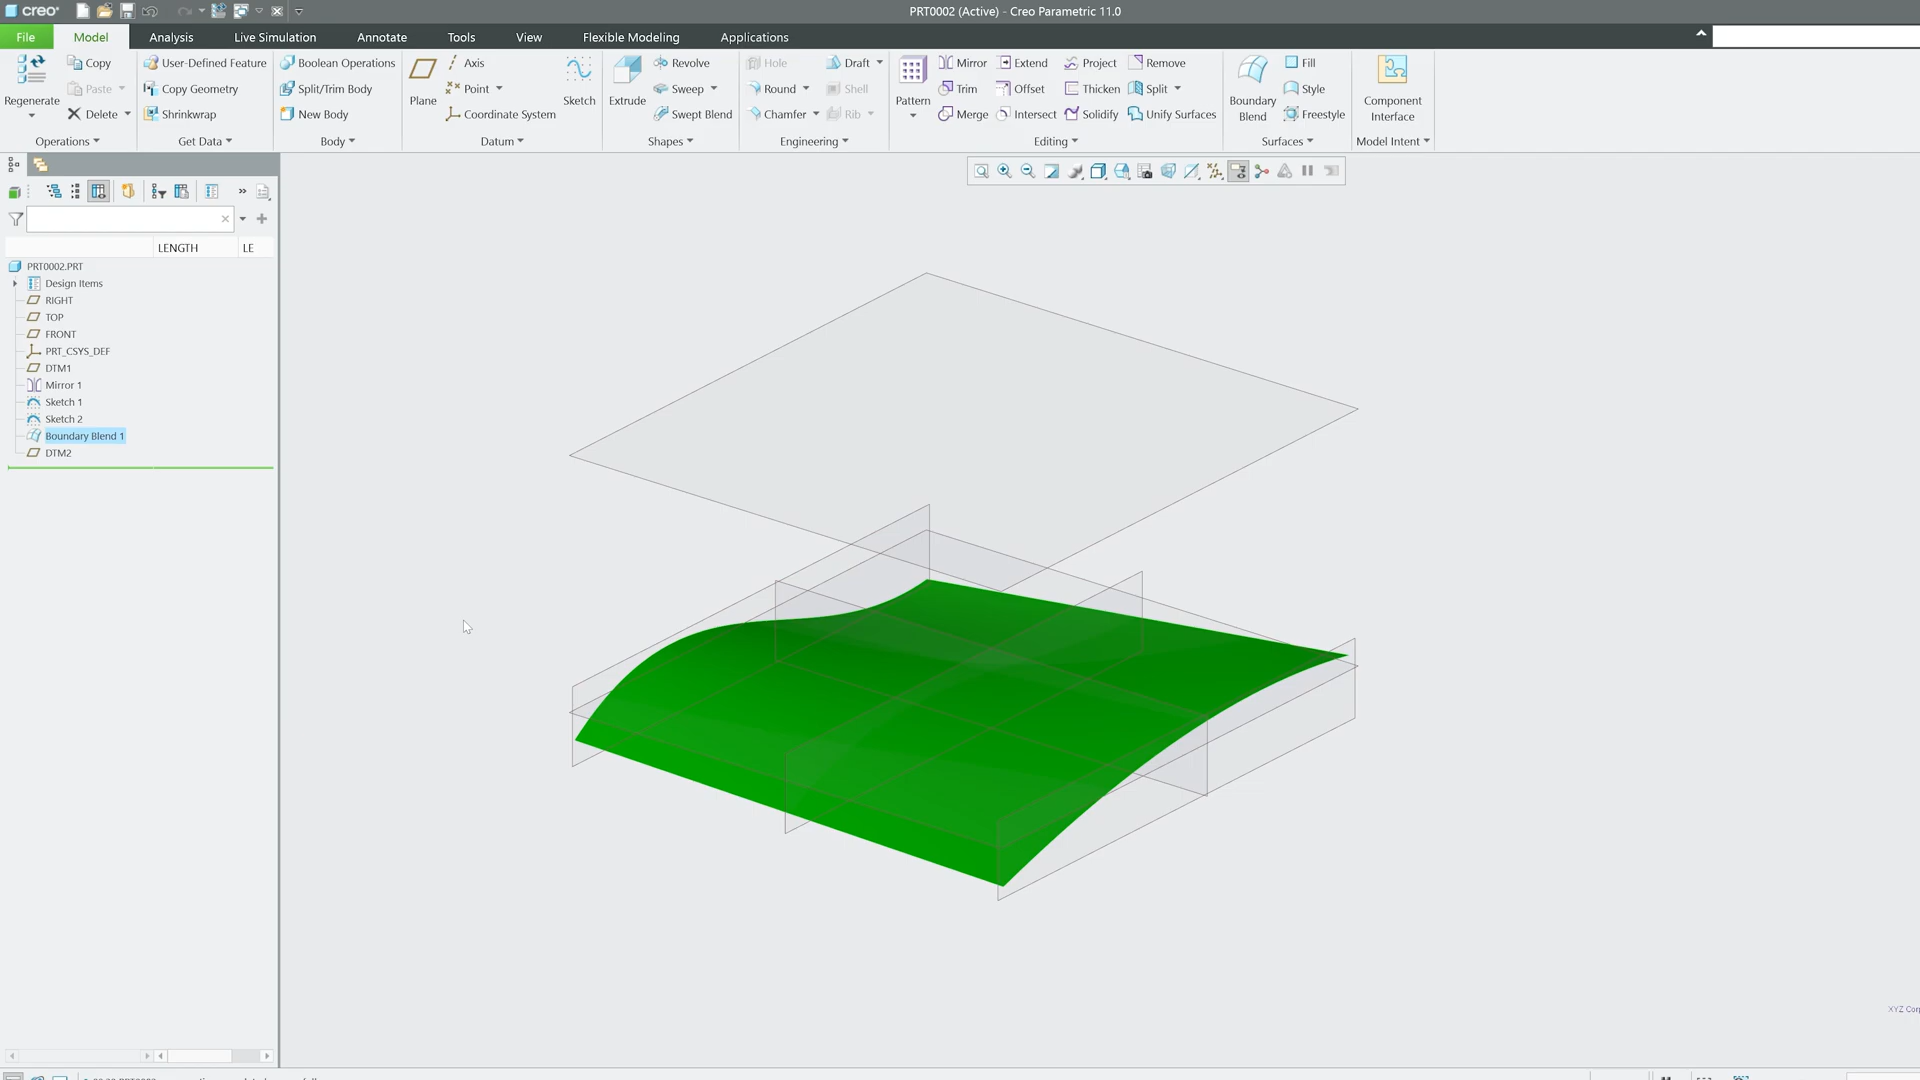 creo
PRT0002 (Active) - Creo Parametric 11.0
File Model Analysis Live Simulation Annotate Tools View Flexible Modeling Applications
Regenerate
Copy
Paste
Delete
Operations
User-Defined Feature
Copy Geometry
Shrinkwrap
Get Data
Boolean Operations
Split/Trim Body
New Body
Body
Plane
Axis
Point
Coordinate System
Sketch
Datum
Extrude
Revolve
Sweep
Swept Blend
Shapes
Hole
Round
Chamfer
Draft
Shell
Rib
Engineering
Pattern
Mirror
Trim
Merge
Extend
Offset
Intersect
Project
Thicken
Solidify
Remove
Split
Unify Surfaces
Editing
Boundary
Blend
Fill
Style
Freestyle
Surfaces
Component
Interface
Model Intent
LENGTH LE
PRT0002.PRT
Design Items
RIGHT
TOP
FRONT
PRT_CSYS_DEF
DTM1
Mirror 1
Sketch 1
Sketch 2
Boundary Blend 1
DTM2
XYZ Corp